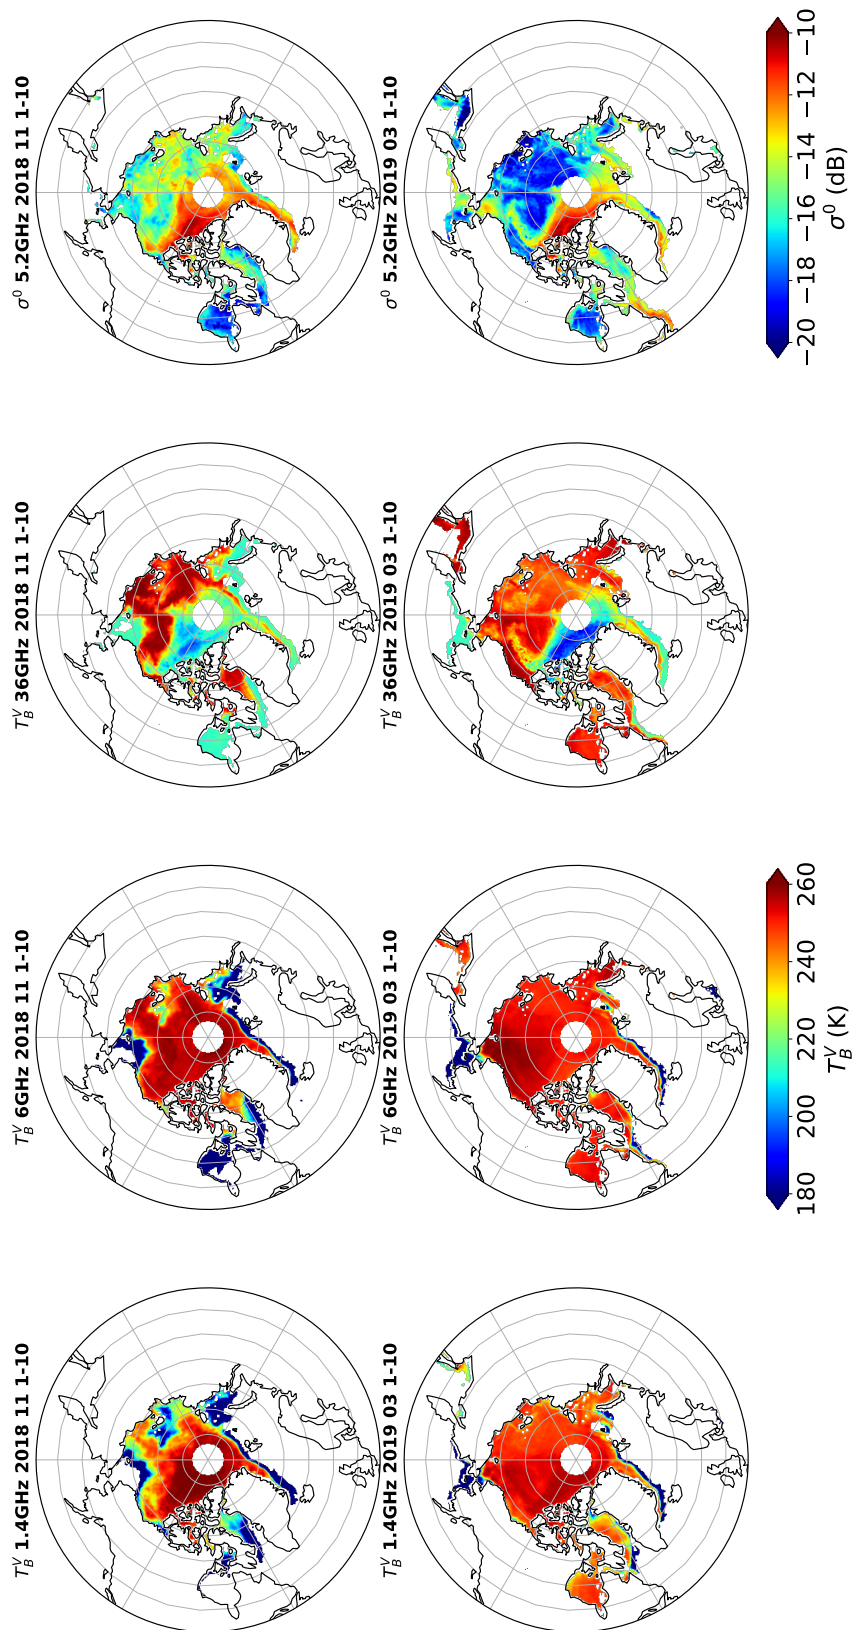 T_B^V 1.4GHz 2018 11 1-10
T_B^V 6GHz 2018 11 1-10
T_B^V 36GHz 2018 11 1-10
σ^0 5.2GHz 2018 11 1-10
T_B^V 1.4GHz 2019 03 1-10
T_B^V 6GHz 2019 03 1-10
T_B^V 36GHz 2019 03 1-10
σ^0 5.2GHz 2019 03 1-10
180 200 220 240 260
T_B^V (K)
−20 −18 −16 −14 −12 −10
σ^0 (dB)